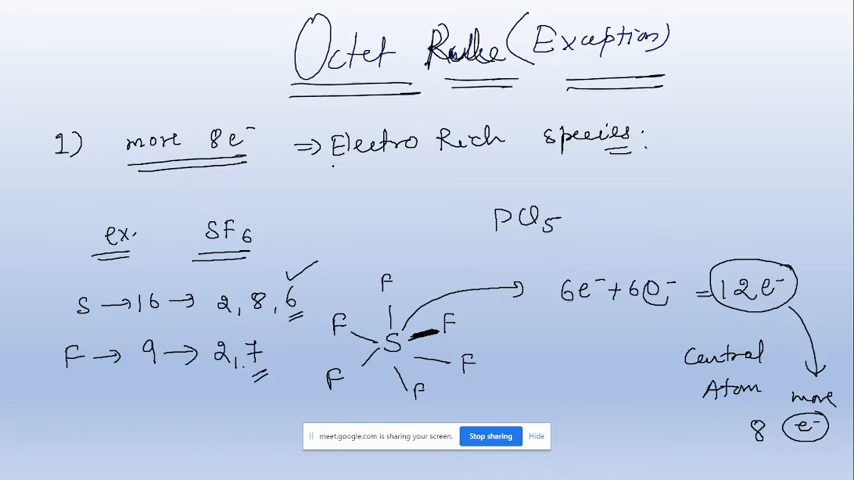 Octet Rule (Exception)
1) more 8e⁻ ⇒ Electro Rich species:
PCl5
ex. SF6
S → 16 → 2, 8, 6
F → 9 → 2, 7
F
F F
S
F F
F
6e⁻ + 6e⁻ = 12e⁻
Central
Atom
more
8 e⁻
meet.google.com is sharing your screen. Stop sharing Hide